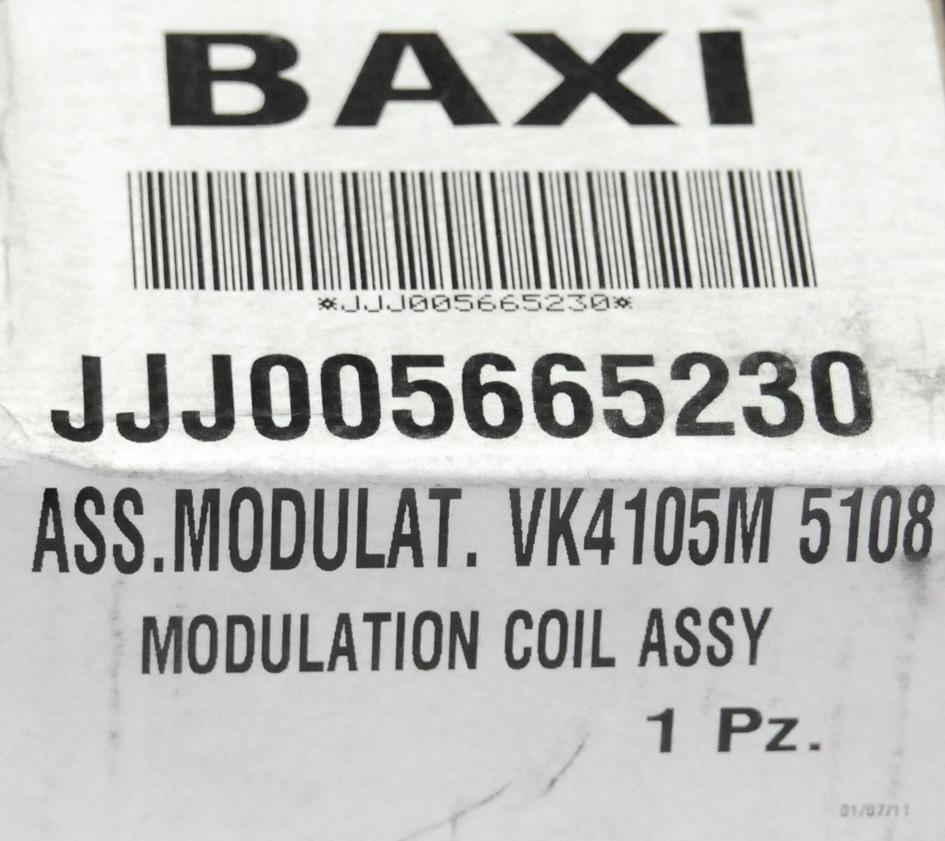 BAXI
*JJJ005665230*
JJJ005665230
ASS.MODULAT. VK4105M 5108
MODULATION COIL ASSY
1 Pz.
01/07/11